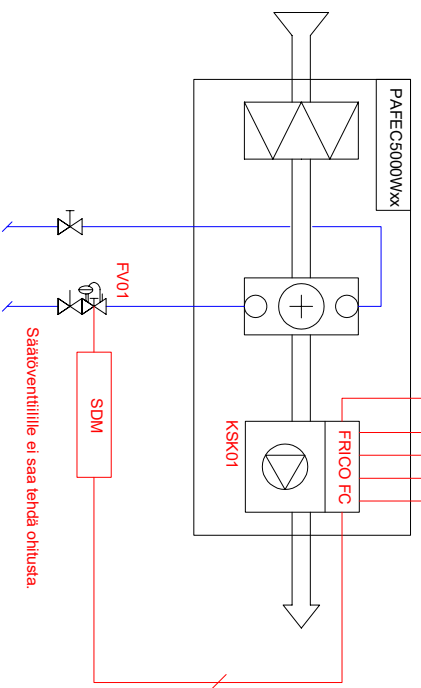 PAFEC5000Wxx
FV01
SDM
FRICO FC
KSK01
Säätöventtiilille ei saa tehdä ohitusta.